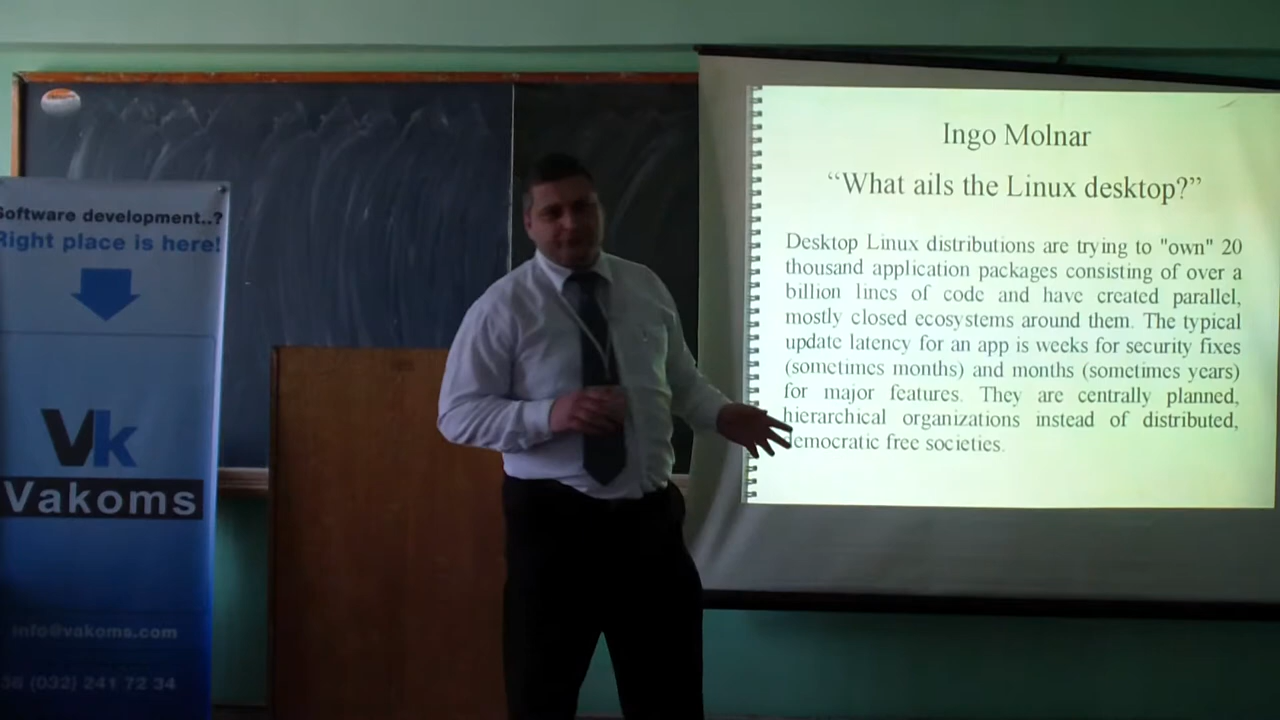 Software development..?
Right place is here!
Vk
Vakoms
info@vakoms.com
(032) 241 72 34
Ingo Molnar
“What ails the Linux desktop?”
Desktop Linux distributions are trying to "own" 20
thousand application packages consisting of over a
billion lines of code and have created parallel,
mostly closed ecosystems around them. The typical
update latency for an app is weeks for security fixes
(sometimes months) and months (sometimes years)
for major features. They are centrally planned,
hierarchical organizations instead of distributed,
democratic free societies.